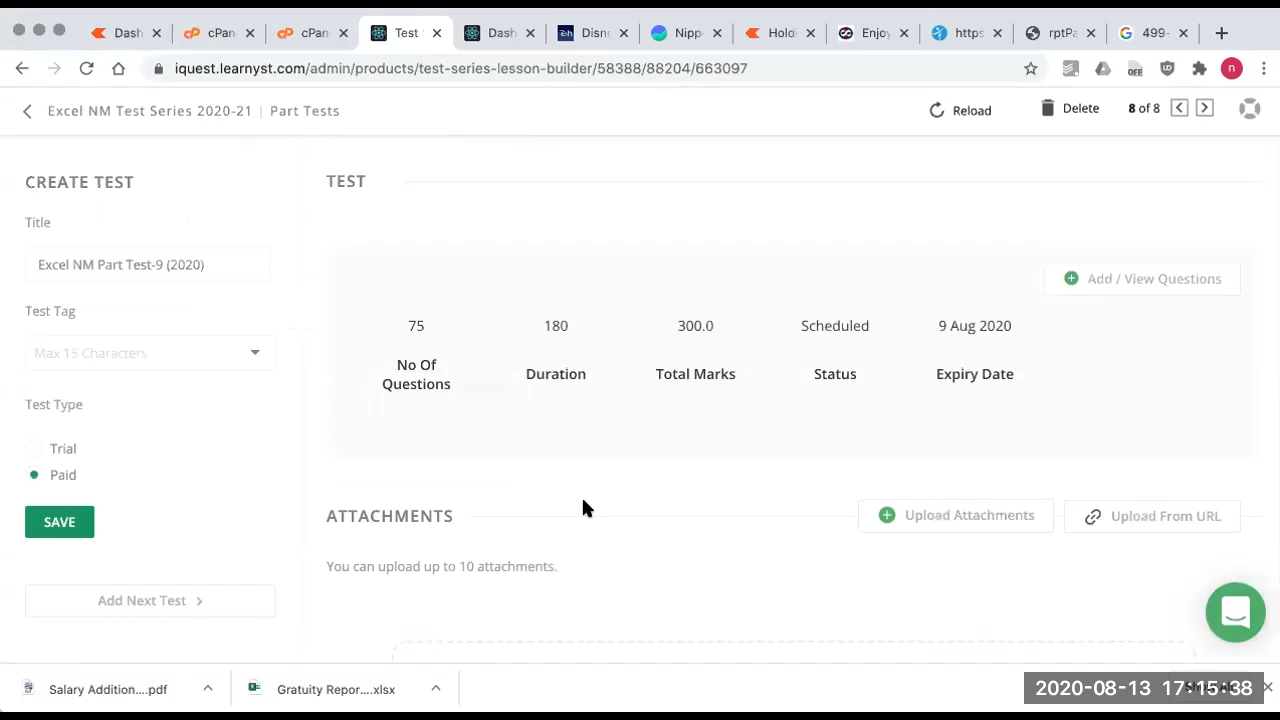 Dash
cPan
cPan
Test
Dash
Disn
Nipp
Hold
Enjoy
https
rptPa
499-
iquest.learnyst.com/admin/products/test-series-lesson-builder/58388/88204/663097
Excel NM Test Series 2020-21 | Part Tests
Reload
Delete
8 of 8
CREATE TEST
Title
Excel NM Part Test-9 (2020)
Test Tag
Max 15 Characters
Test Type
Trial
Paid
SAVE
Add Next Test
TEST
Add / View Questions
75 180 300.0 Scheduled 9 Aug 2020
No Of
Questions
Duration Total Marks Status Expiry Date
ATTACHMENTS
Upload Attachments
Upload From URL
You can upload up to 10 attachments.
Salary Addition....pdf
Gratuity Repor....xlsx
2020-08-13 17:15:38